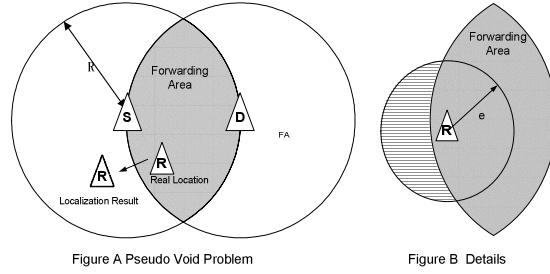 R
Forwarding
Area
S
D
FA
R
R
Real Location
Localization Result
Figure A Pseudo Void Problem
Forwarding
Area
R
e
Figure B Details